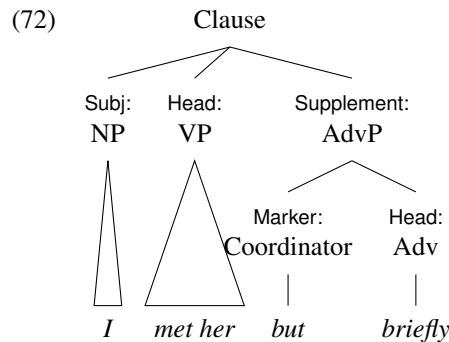 (72) Clause
Subj: Head: Supplement:
NP VP AdvP
Marker: Head:
Coordinator Adv
I met her but briefly